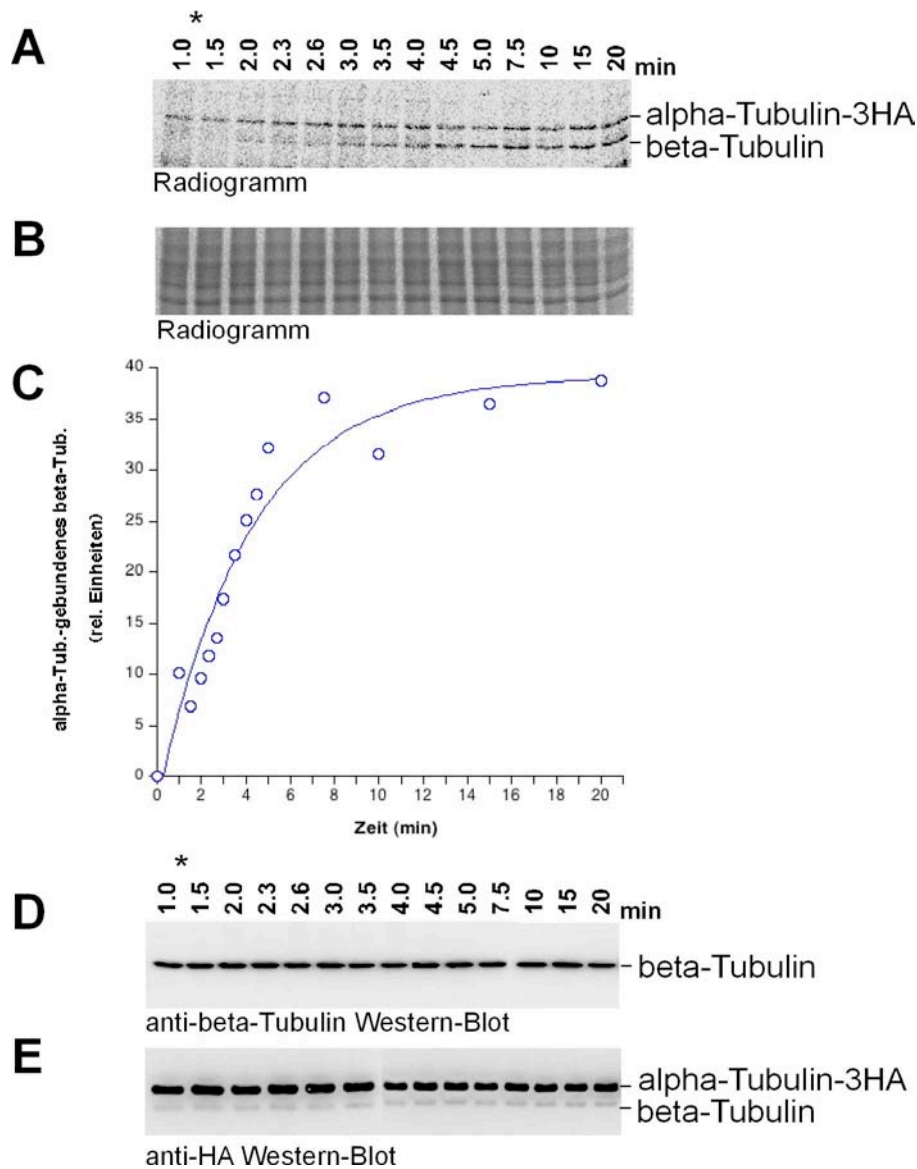 A
*
1.0 1.5 2.0 2.3 2.6 3.0 3.5 4.0 4.5 5.0 7.5 10 15 20 min
alpha-Tubulin-3HA
beta-Tubulin
Radiogramm
B
Radiogramm
C
alpha-Tub.-gebundenes beta-Tub.
(rel. Einheiten)
40
35
30
25
20
15
10
5
0
0 2 4 6 8 10 12 14 16 18 20
Zeit (min)
*
D
1.0 1.5 2.0 2.3 2.6 3.0 3.5 4.0 4.5 5.0 7.5 10 15 20 min
beta-Tubulin
anti-beta-Tubulin Western-Blot
E
alpha-Tubulin-3HA
beta-Tubulin
anti-HA Western-Blot